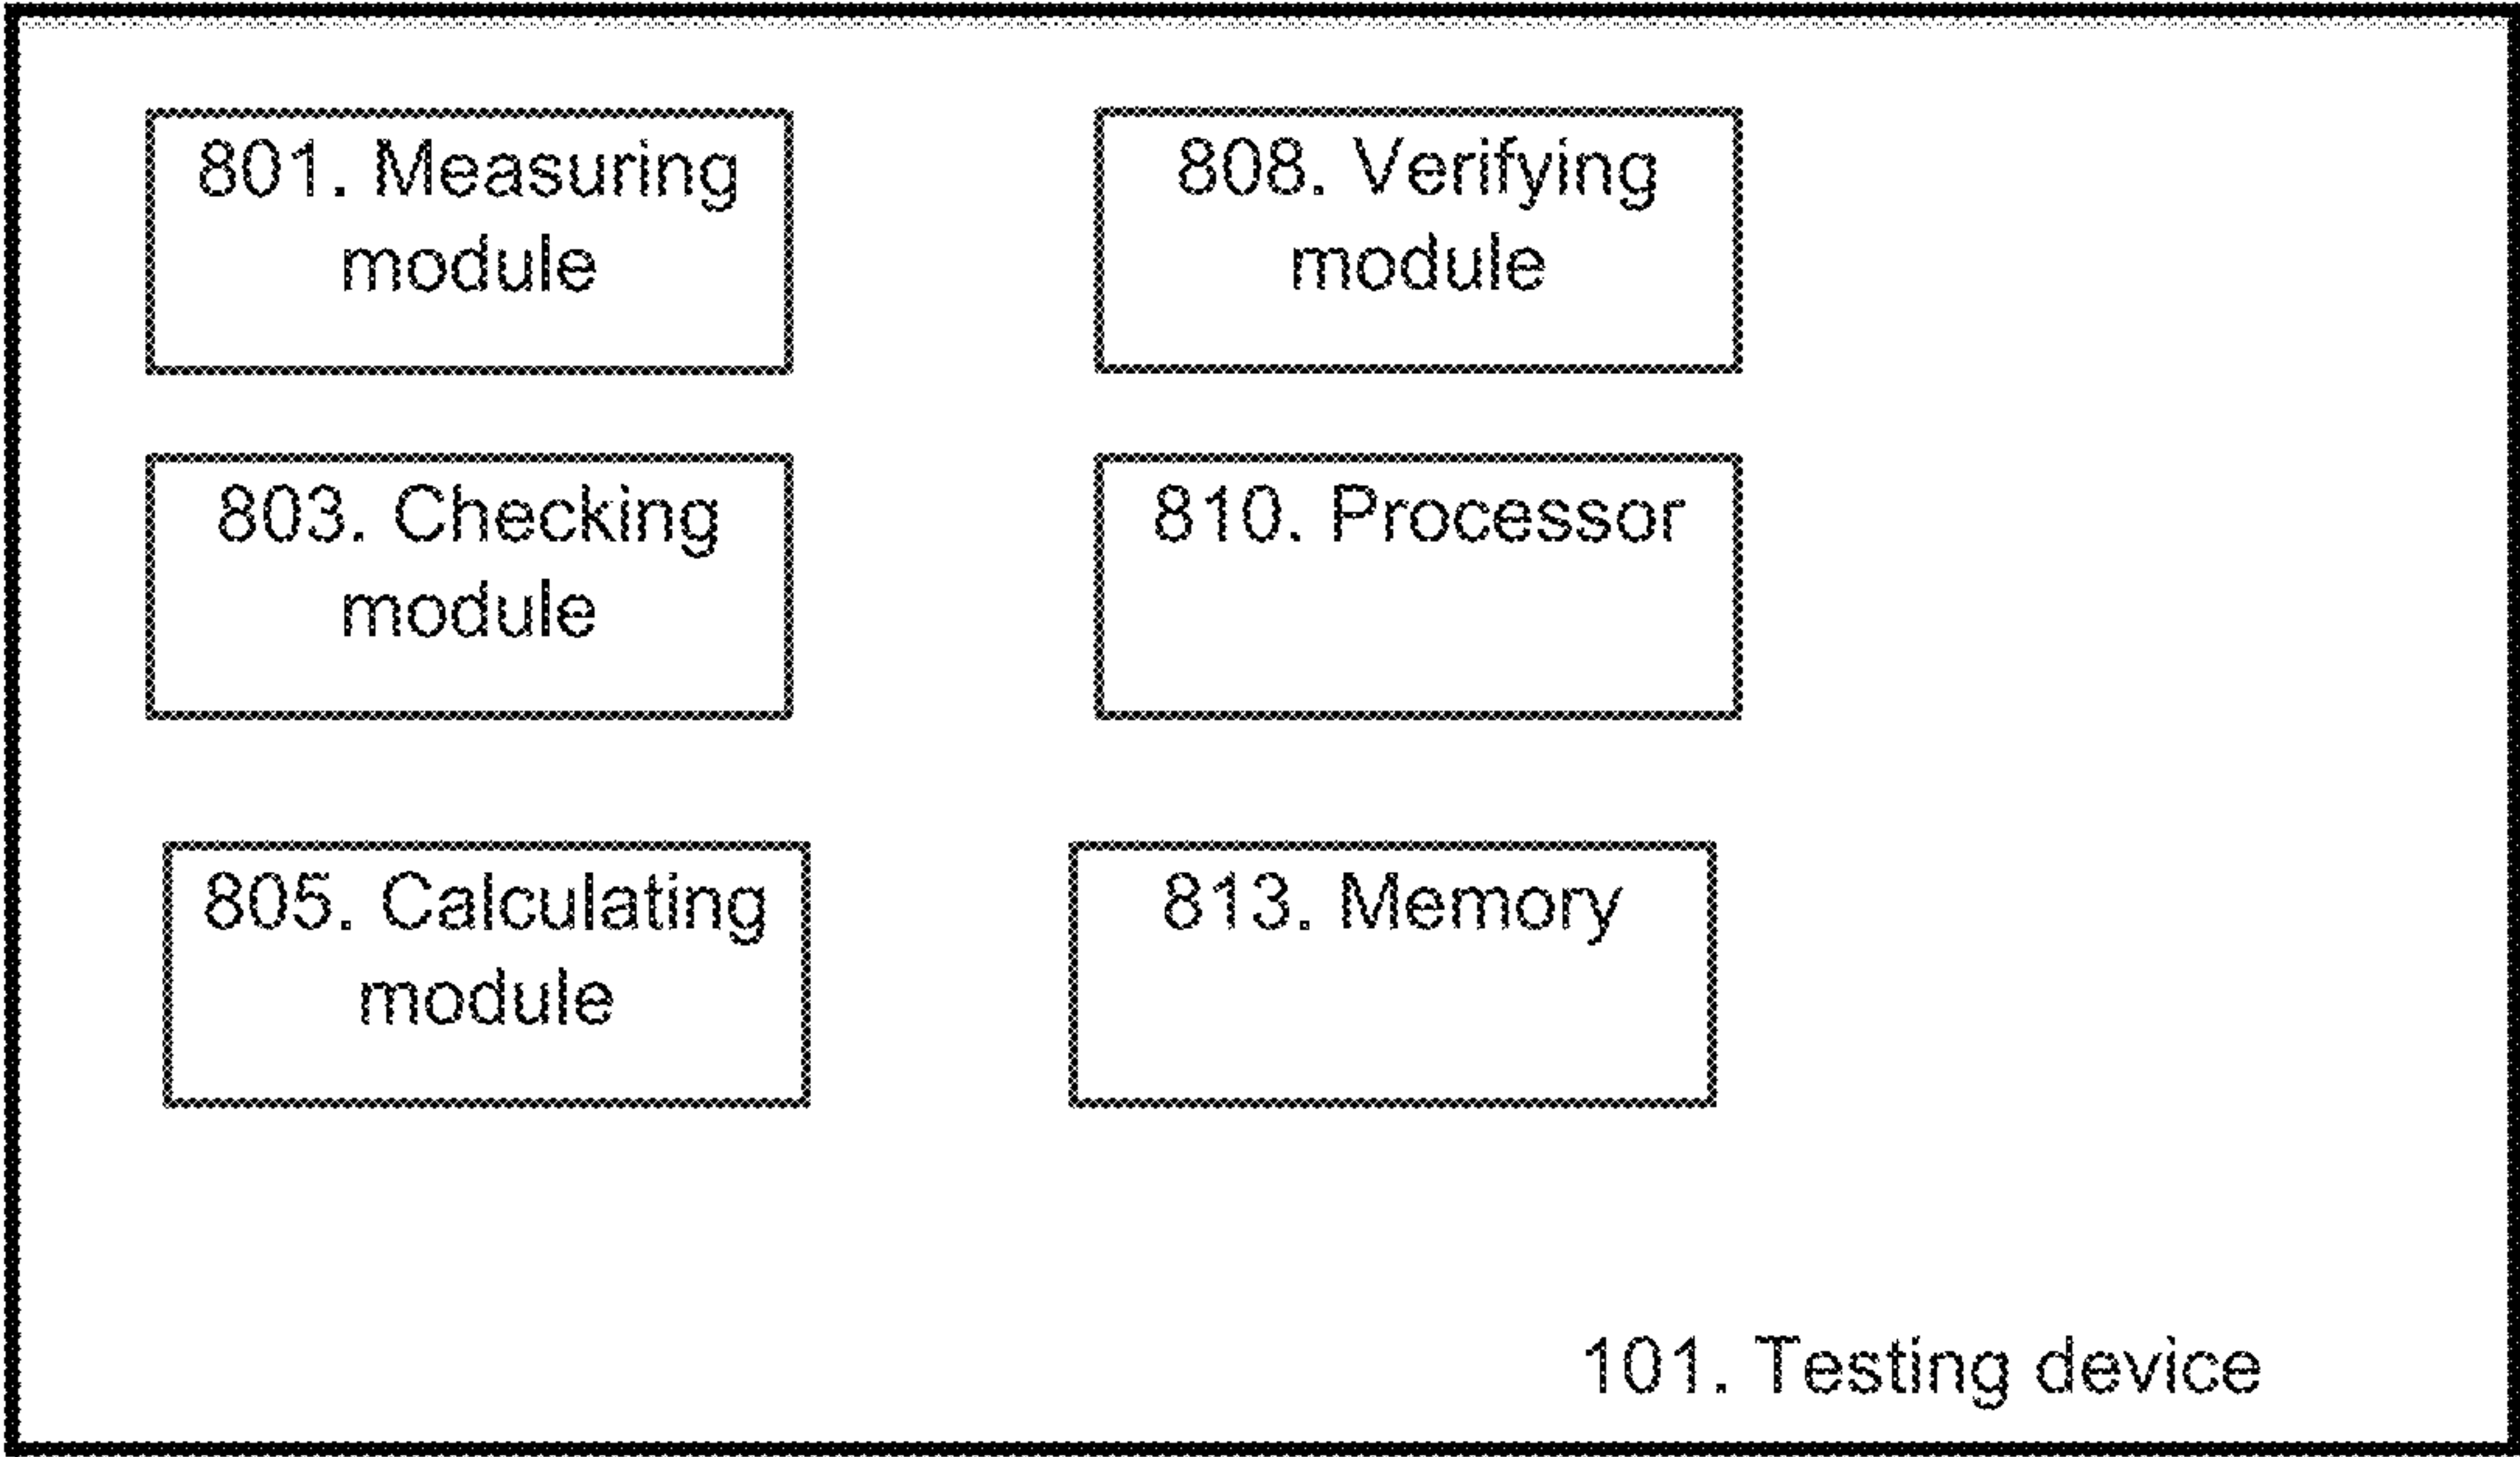 801. Measuring
module
808. Verifying
module
803. Checking
module
810. Processor
805. Calculating
module
813. Memory
101. Testing device